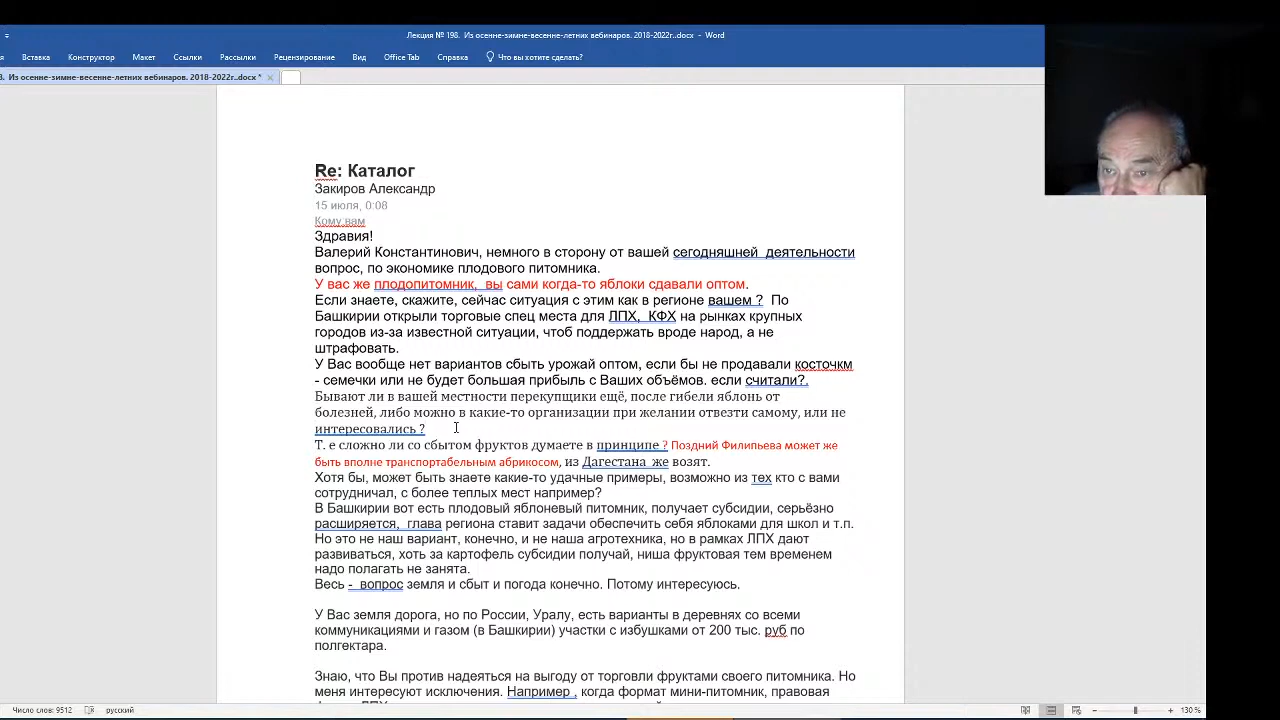 Лекция № 198. Из осенне-зимне-весенне-летних вебинаров. 2018-2022г..docx - Word
Вставка Конструктор Макет Ссылки Рассылки Рецензирование Вид Office Tab Справка Что вы хотите сделать?
8. Из осенне-зимне-весенне-летних вебинаров. 2018-2022г..docx *
Re: Каталог
Закиров Александр
15 июля, 0:08
Кому:вам
Здравия!
Валерий Константинович, немного в сторону от вашей сегодняшней деятельности
вопрос, по экономике плодового питомника.
У вас же плодопитомник, вы сами когда-то яблоки сдавали оптом.
Если знаете, скажите, сейчас ситуация с этим как в регионе вашем ? По
Башкирии открыли торговые спец места для ЛПХ, КФХ на рынках крупных
городов из-за известной ситуации, чтоб поддержать вроде народ, а не
штрафовать.
У Вас вообще нет вариантов сбыть урожай оптом, если бы не продавали косточкм
- семечки или не будет большая прибыль с Ваших объёмов. если считали?.
Бывают ли в вашей местности перекупщики ещё, после гибели яблонь от
болезней, либо можно в какие-то организации при желании отвезти самому, или не
интересовались ?
Т. е сложно ли со сбытом фруктов думаете в принципе ? Поздний Филипьева может же
быть вполне транспортабельным абрикосом, из Дагестана же возят.
Хотя бы, может быть знаете какие-то удачные примеры, возможно из тех кто с вами
сотрудничал, с более теплых мест например?
В Башкирии вот есть плодовый яблоневый питомник, получает субсидии, серьёзно
расширяется, глава региона ставит задачи обеспечить себя яблоками для школ и т.п.
Но это не наш вариант, конечно, и не наша агротехника, но в рамках ЛПХ дают
развиваться, хоть за картофель субсидии получай, ниша фруктовая тем временем
надо полагать не занята.
Весь - вопрос земля и сбыт и погода конечно. Потому интересуюсь.
У Вас земля дорога, но по России, Уралу, есть варианты в деревнях со всеми
коммуникациями и газом (в Башкирии) участки с избушками от 200 тыс. руб по
полгектара.
Знаю, что Вы против надеяться на выгоду от торговли фруктами своего питомника. Но
меня интересуют исключения. Например , когда формат мини-питомник, правовая
Число слов: 9512 русский 130 %